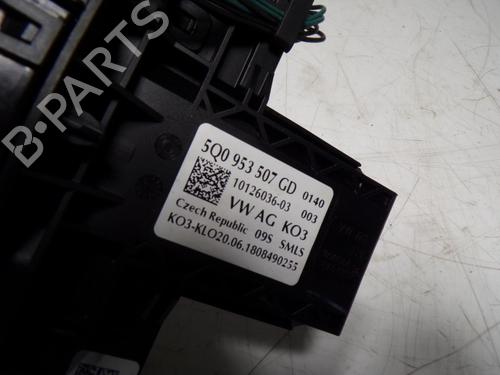 B-PARTS
5Q0 953 507 GD 0140
10126036-03 003
VW AG KO3
Czech Republic 09S SMLS
KO3-KLO20.06.1808490255